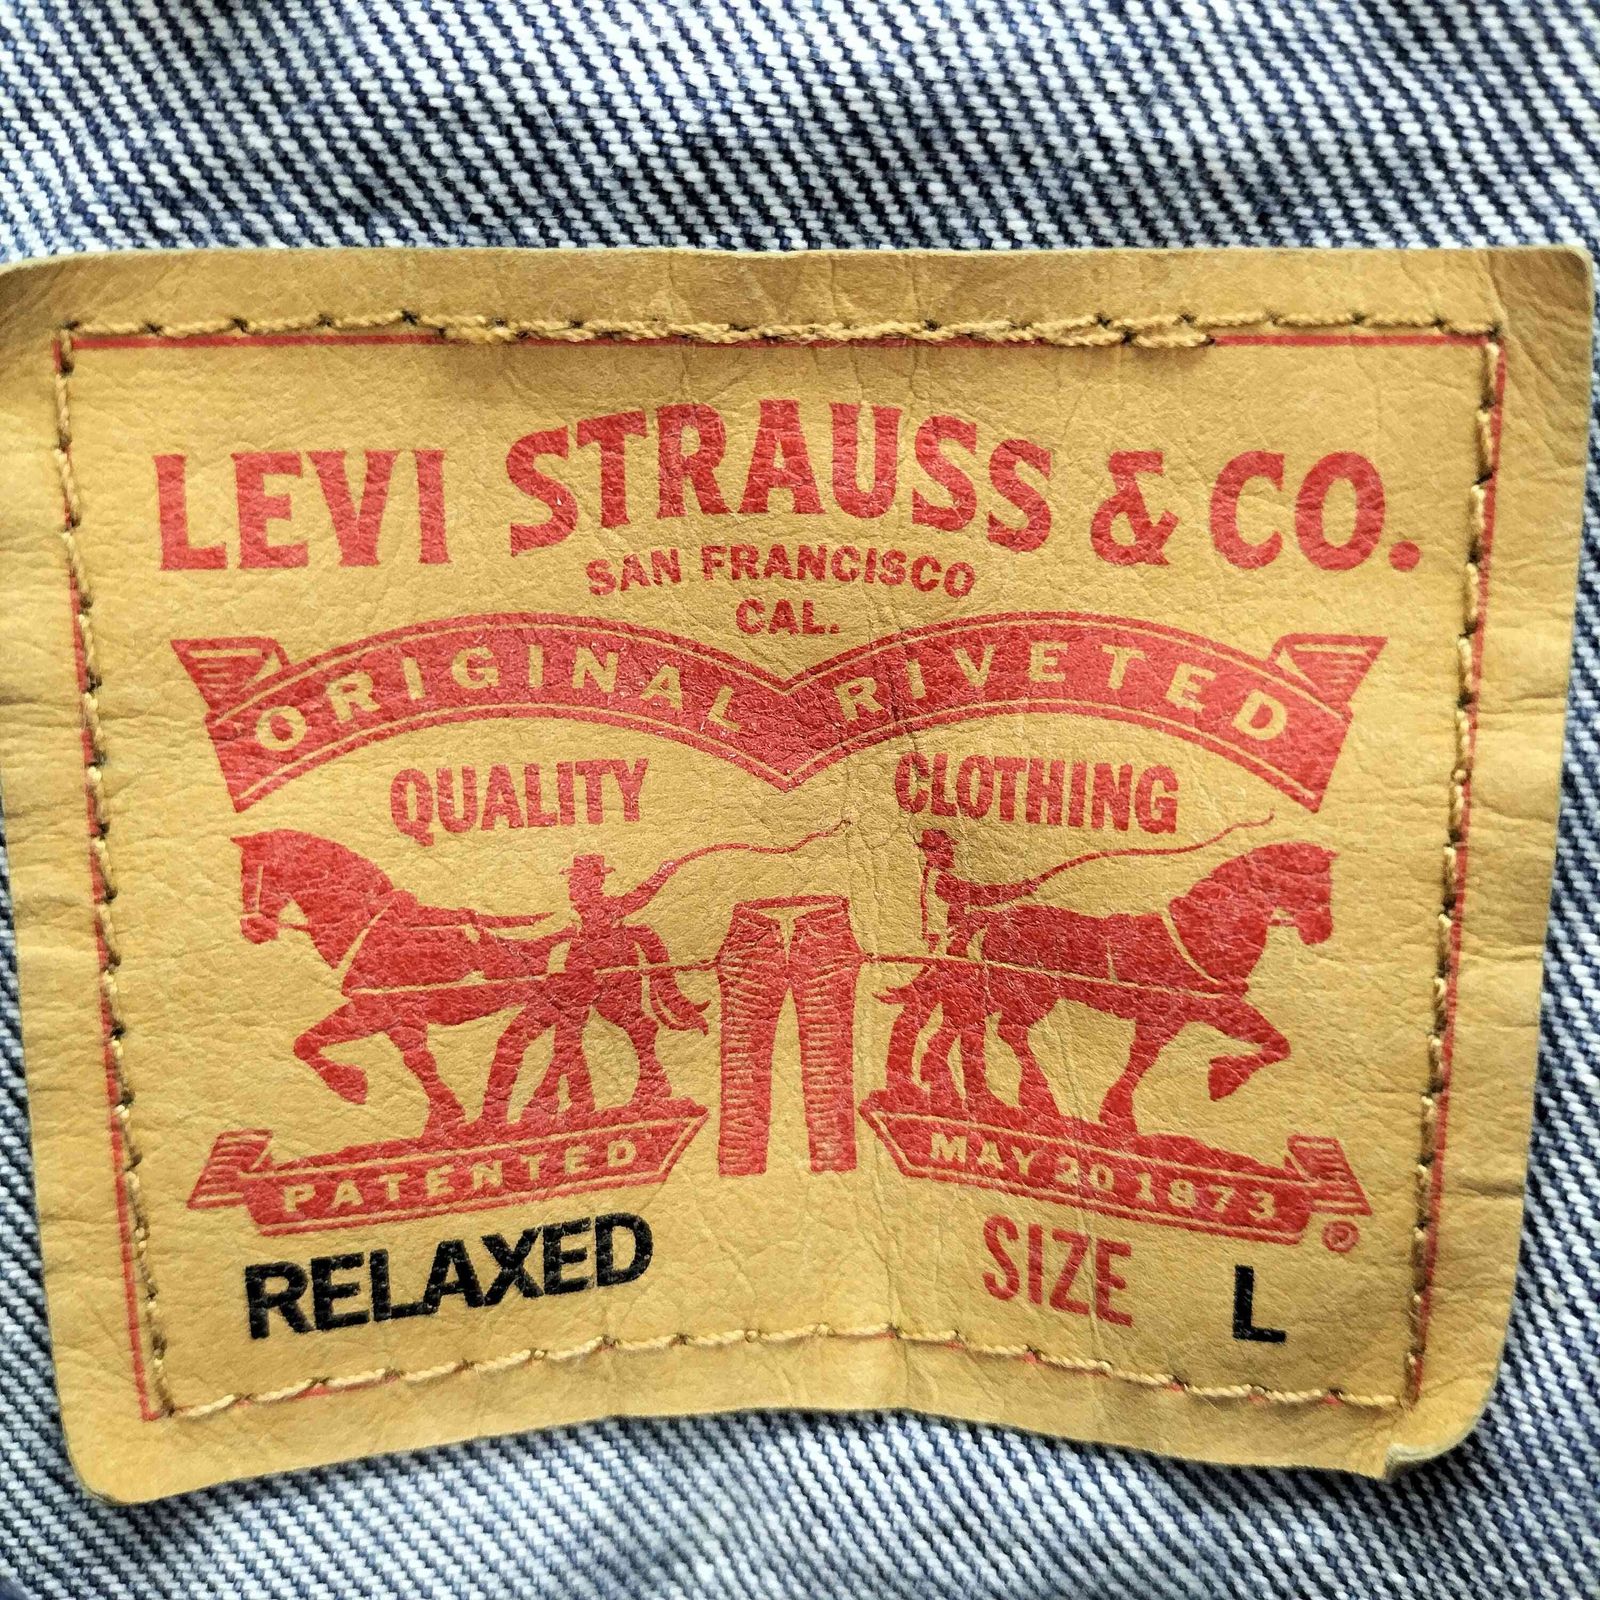 LEVI STRAUSS & CO.
SAN FRANCISCO
CAL.
ORIGINAL RIVETED
QUALITY CLOTHING
PATENTED MAY 20 1873 ®
RELAXED SIZE L